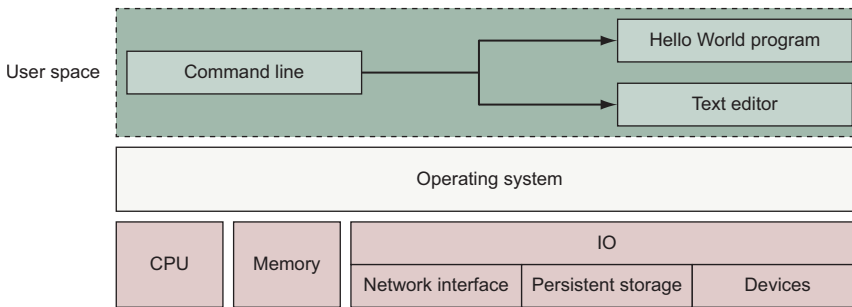 Hello World program
User space
Command line
Text editor
Operating system
CPU
Memory
IO
Network interface
Persistent storage
Devices